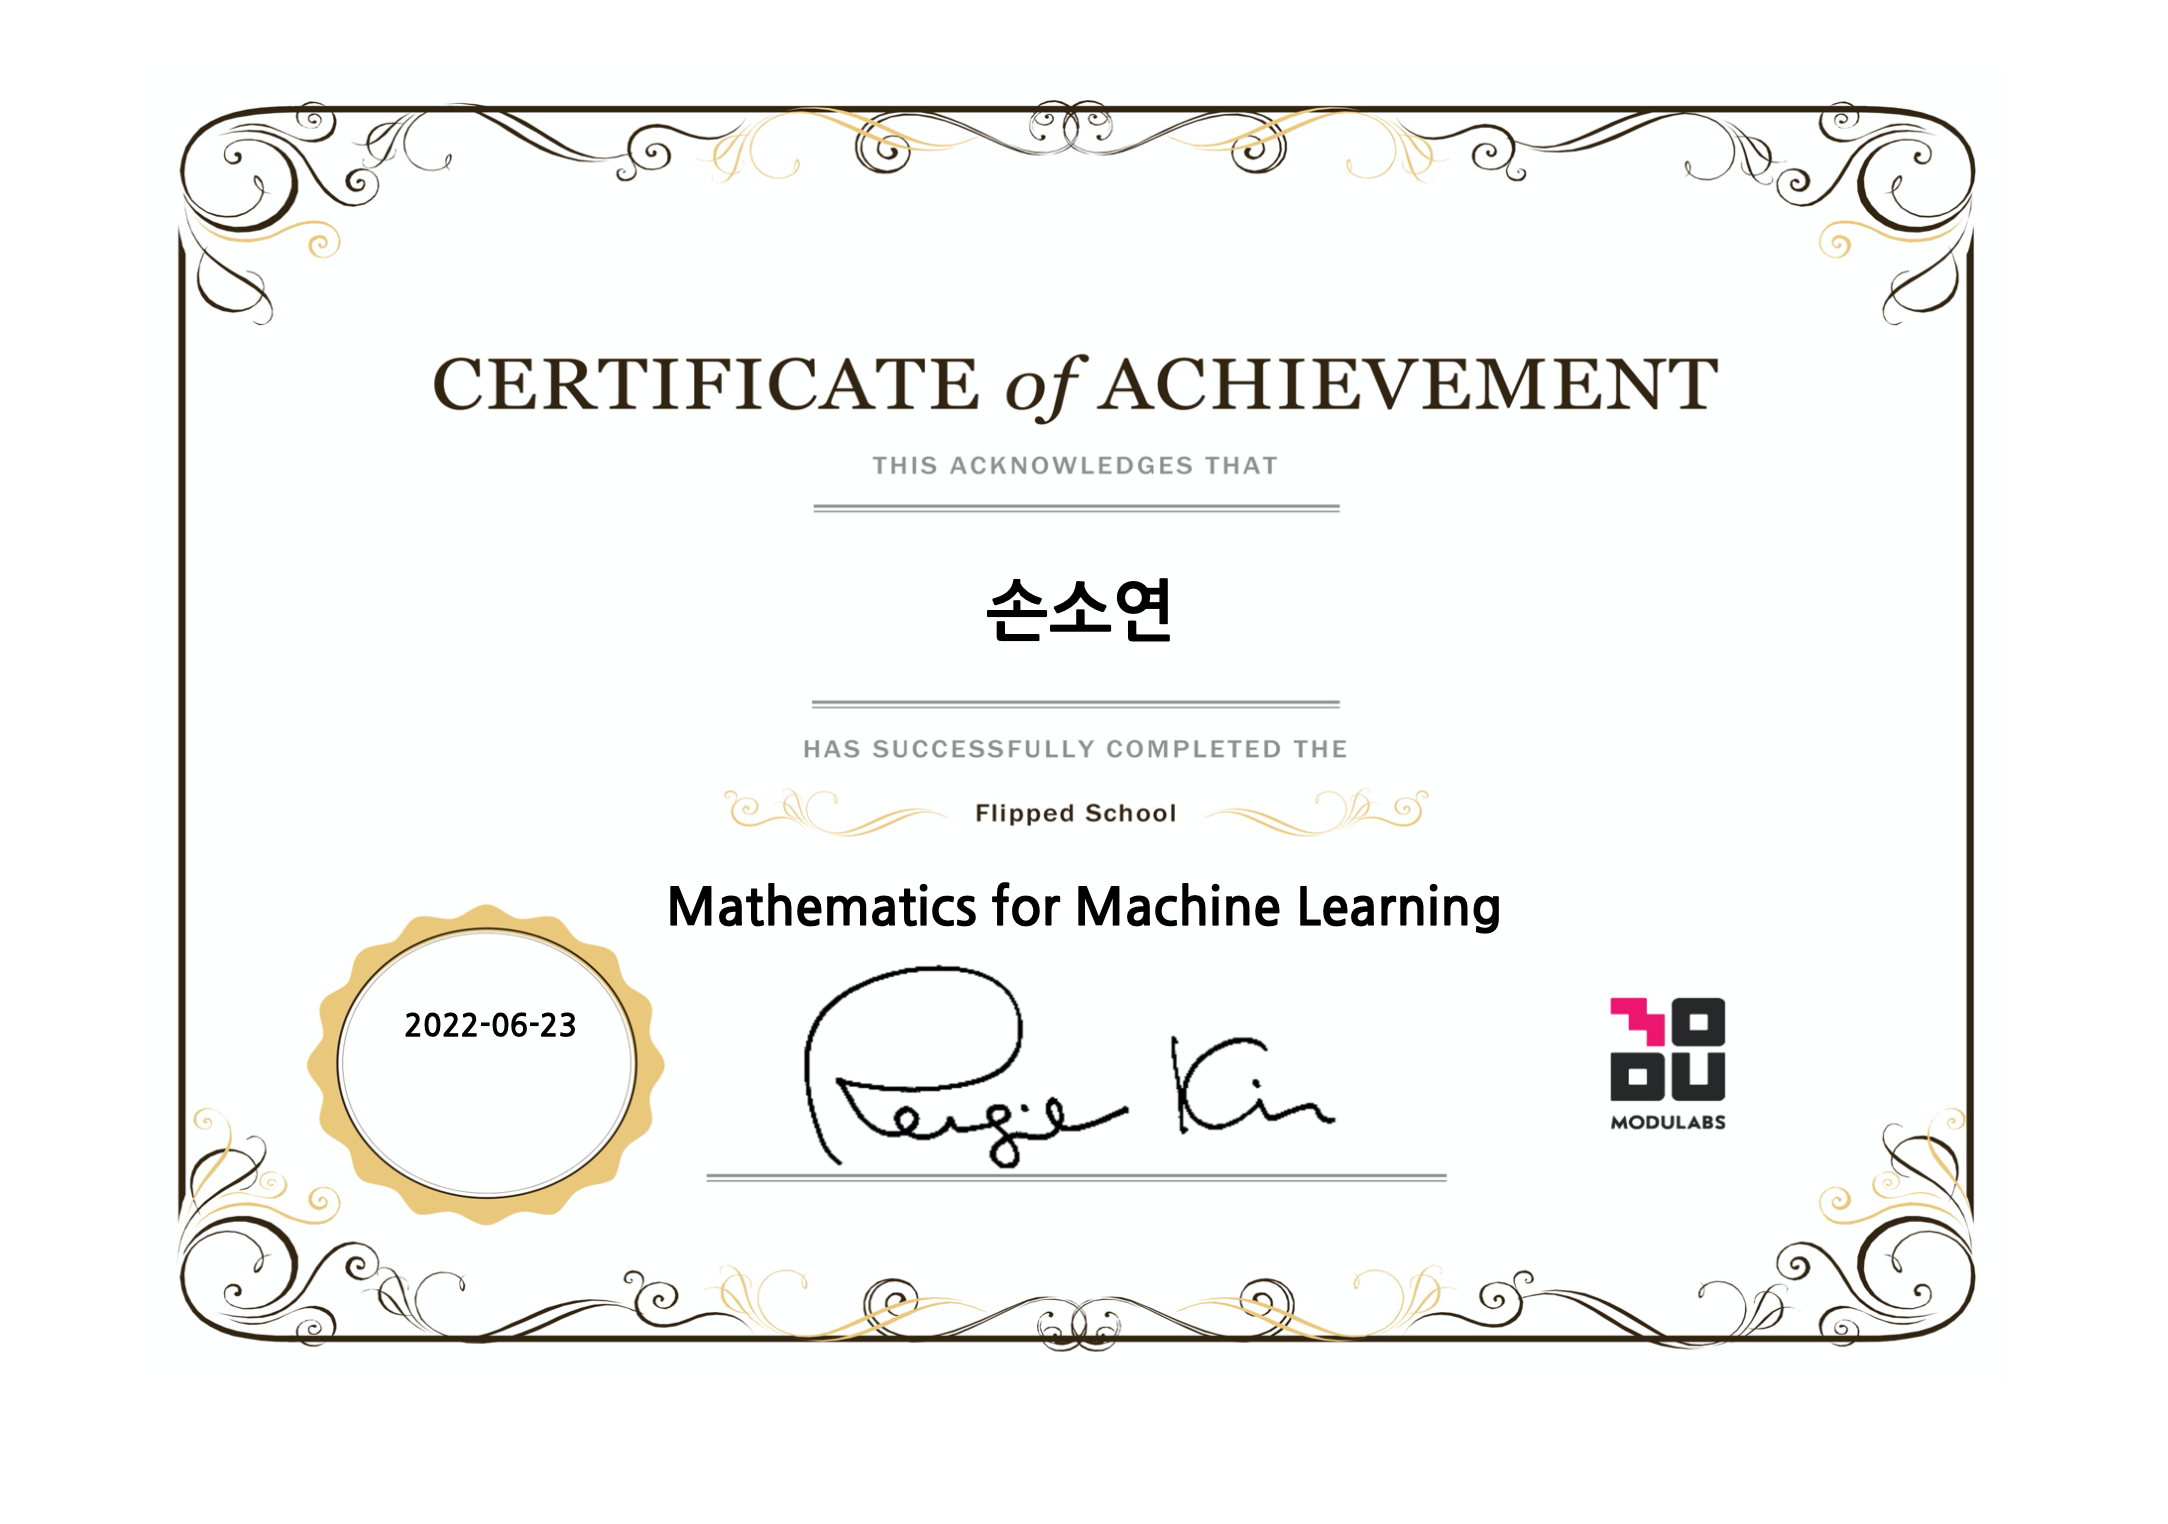 CERTIFICATE of ACHIEVEMENT
THIS ACKNOWLEDGES THAT
손소연
HAS SUCCESSFULLY COMPLETED THE
Flipped School
Mathematics for Machine Learning
2022-06-23
Kim
MODU
MODULABS